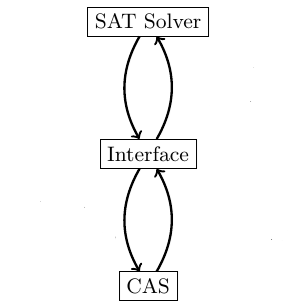 SAT Solver
Interface
CAS